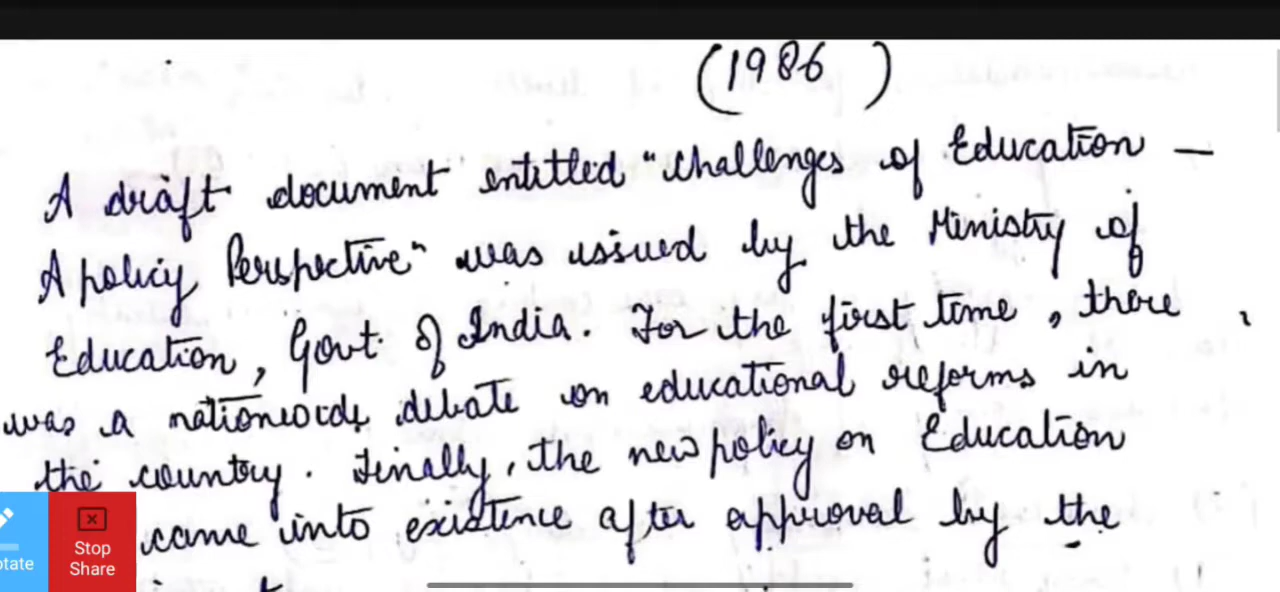 (1986)
A draft document entitled "Challenges of Education —
A policy Perspective" was issued by the Ministry of
Education, Govt. of India. For the first time, there
was a nationwide debate on educational reforms in
the country. Finally, the new policy on Education
came into existence after approval by the
otate
Stop
Share